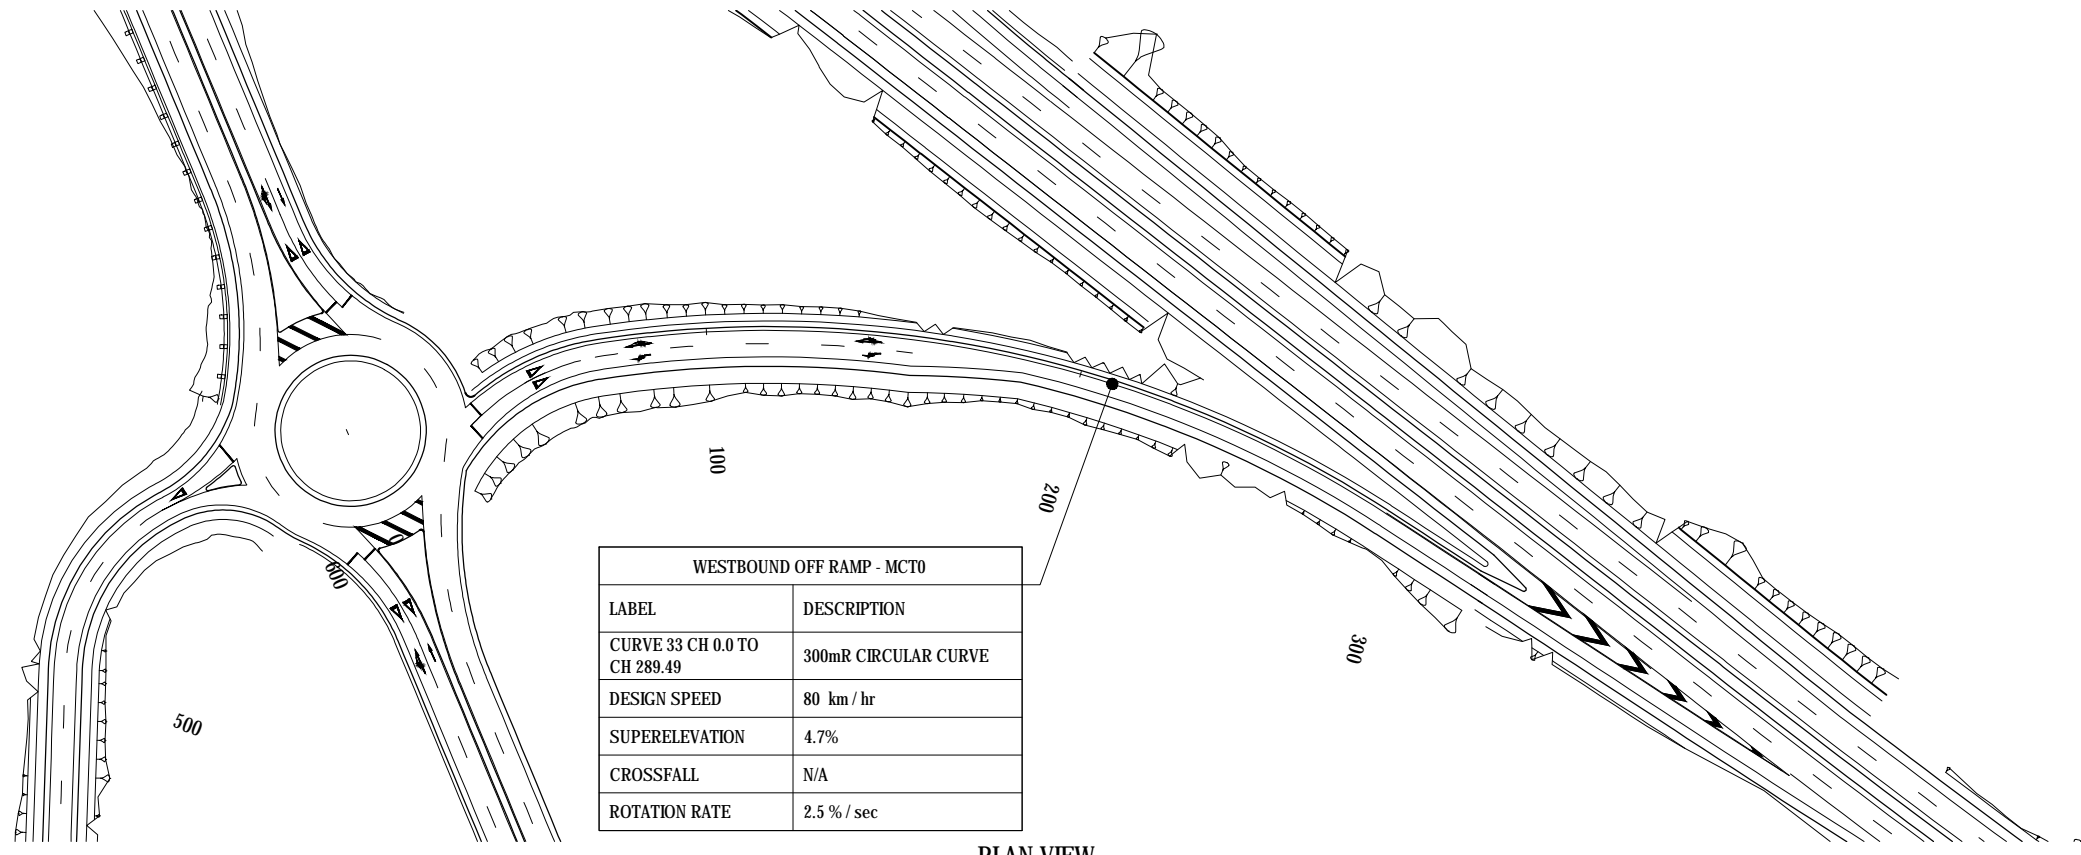 100
200
600
300
500
WESTBOUND OFF RAMP - MCT0
LABEL DESCRIPTION
CURVE 33 CH 0.0 TO
CH 289.49
300mR CIRCULAR CURVE
DESIGN SPEED 80 km / hr
SUPERELEVATION 4.7%
CROSSFALL N/A
ROTATION RATE 2.5 % / sec
PLAN VIEW